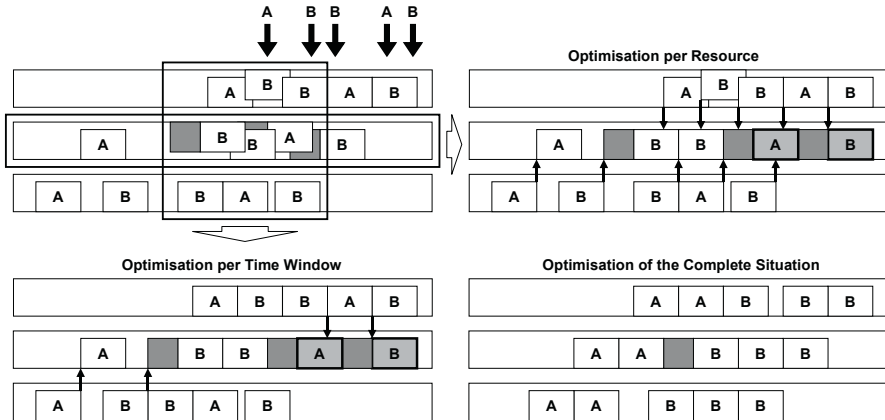 A B B A B
Optimisation per Resource
B
A B A B
B
A B B A B
A B A
B B
A B B A B
A B B A B
A B B A B
Optimisation per Time Window
Optimisation of the Complete Situation
A B B A B
A A B B B
A B B A B
A A B B B
A B B A B
A A B B B